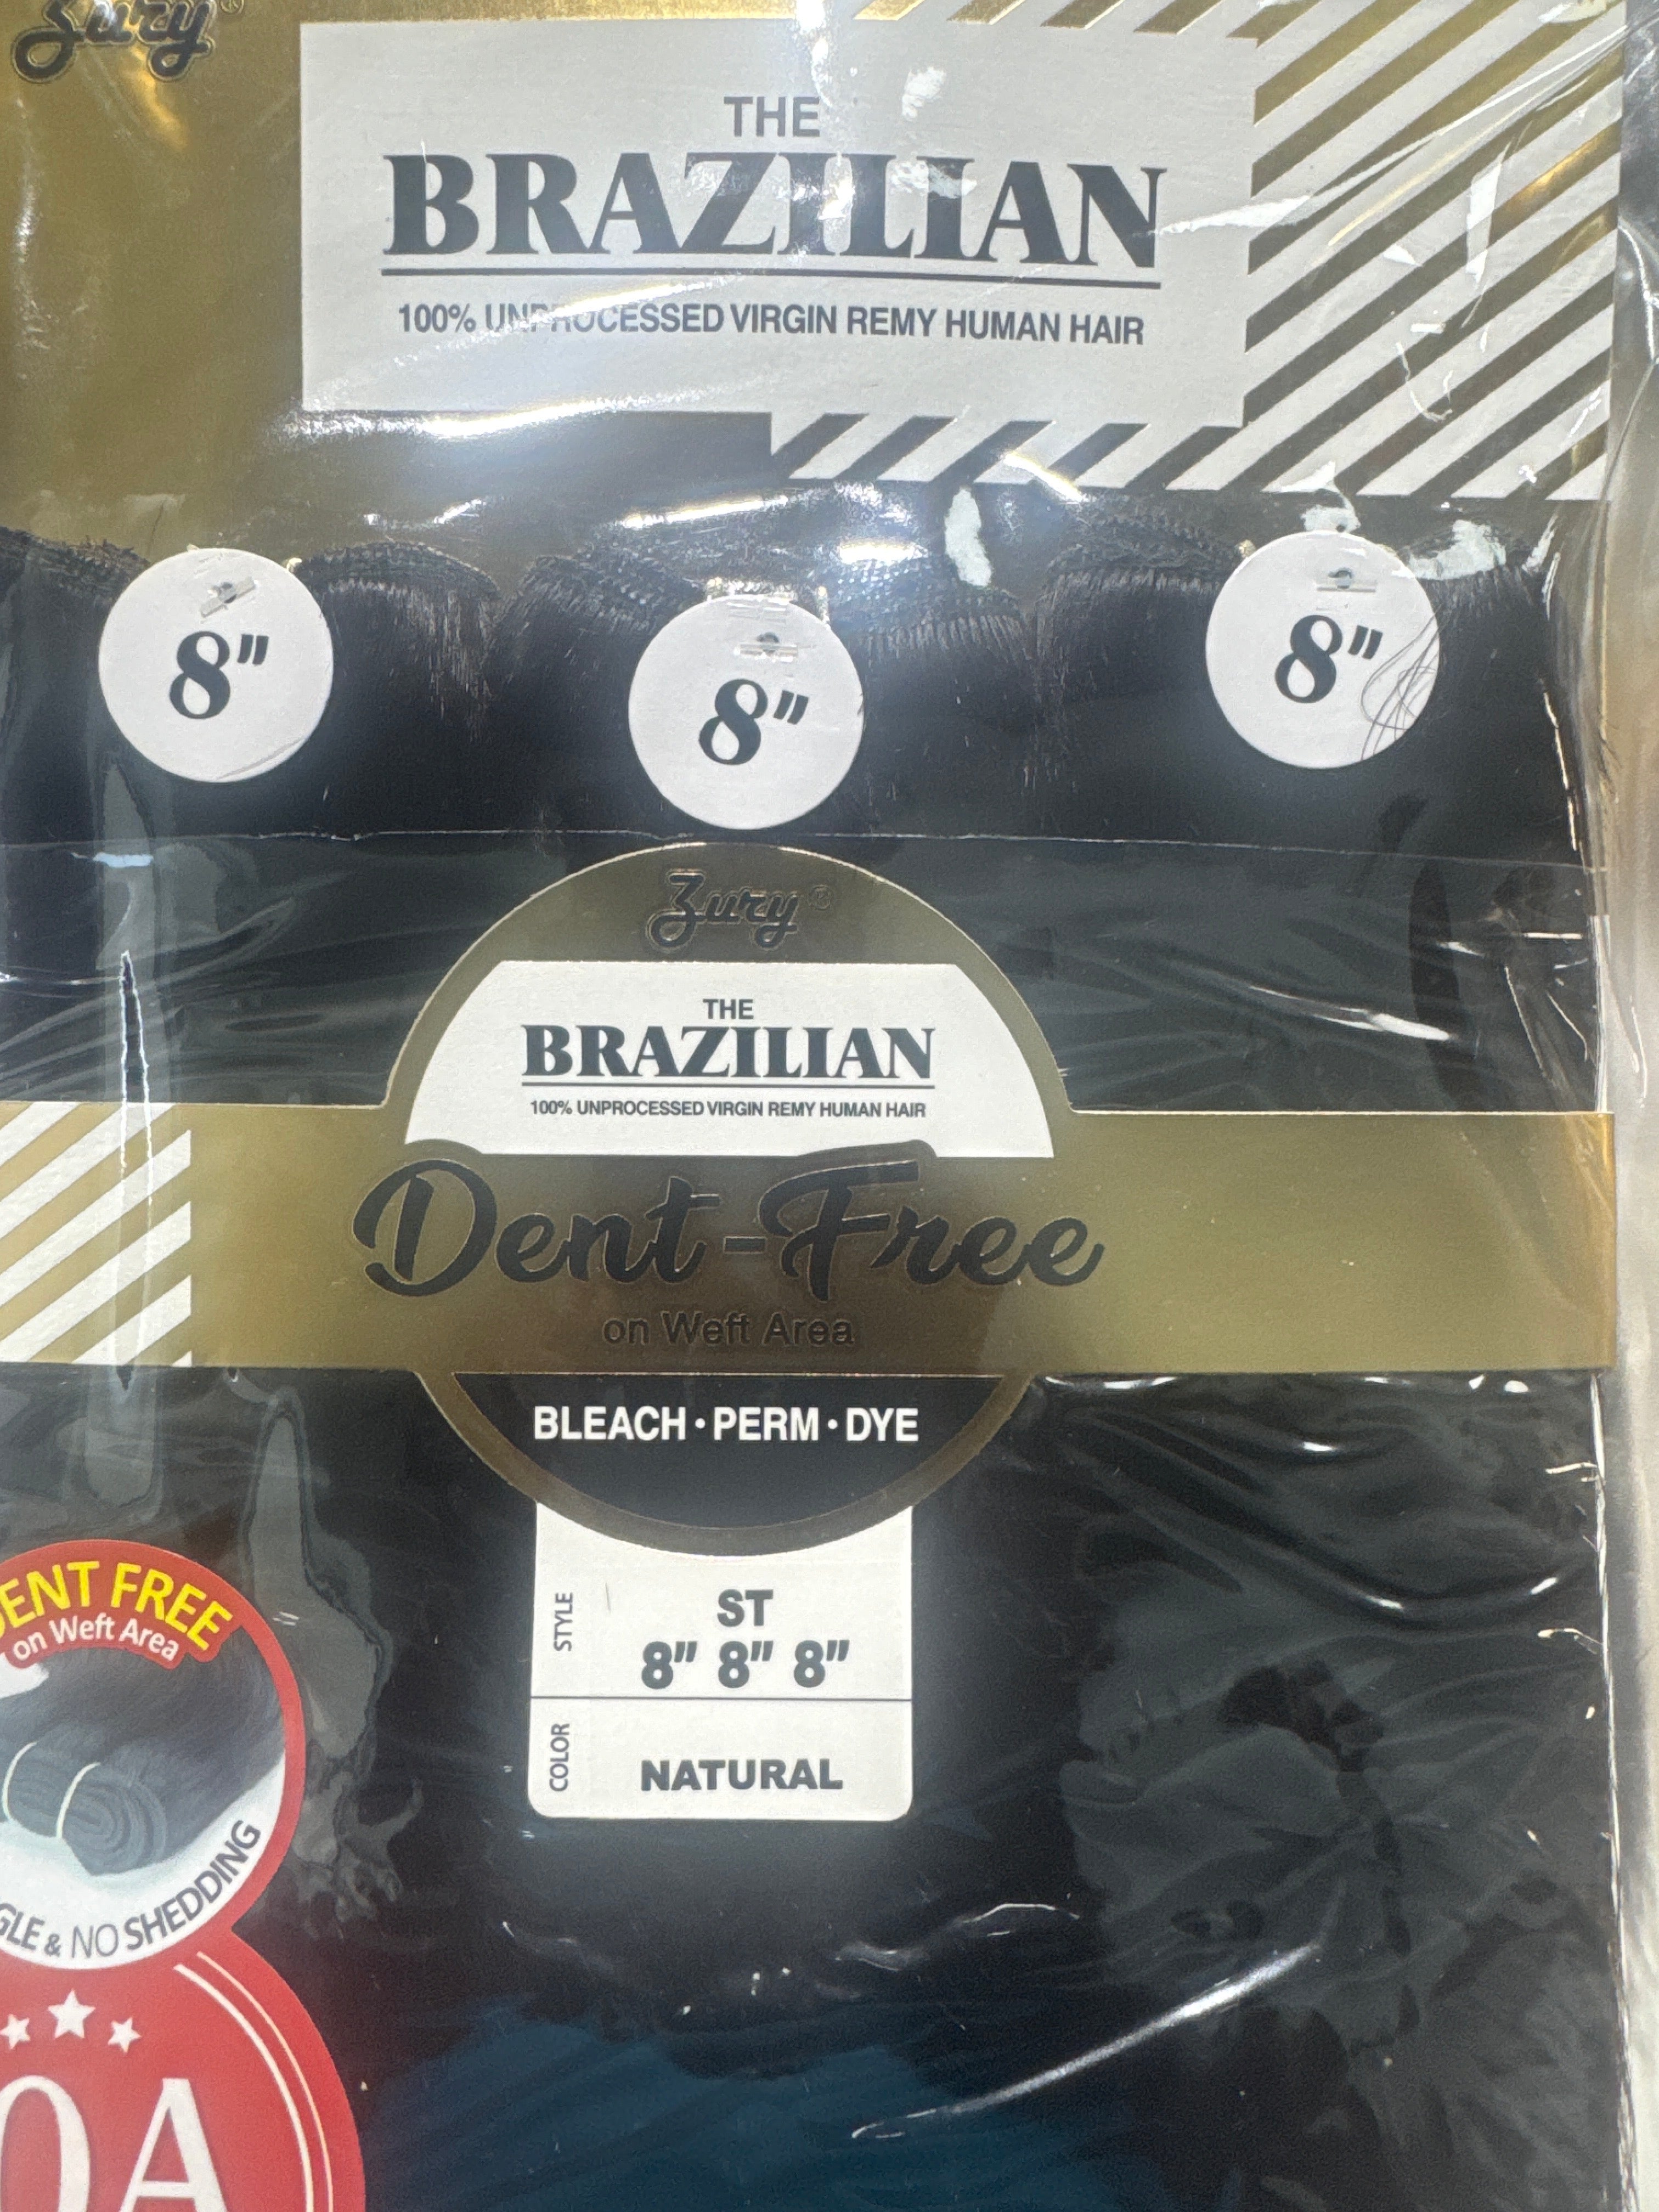 Zury®
THE
BRAZILIAN
100% UNPROCESSED VIRGIN REMY HUMAN HAIR
8"
8"
8"
Zury®
THE
BRAZILIAN
100% UNPROCESSED VIRGIN REMY HUMAN HAIR
Dent-Free
on Weft Area
BLEACH • PERM • DYE
STYLE
ST
8" 8" 8"
COLOR
NATURAL
DENT FREE
on Weft Area
& NO SHEDDING